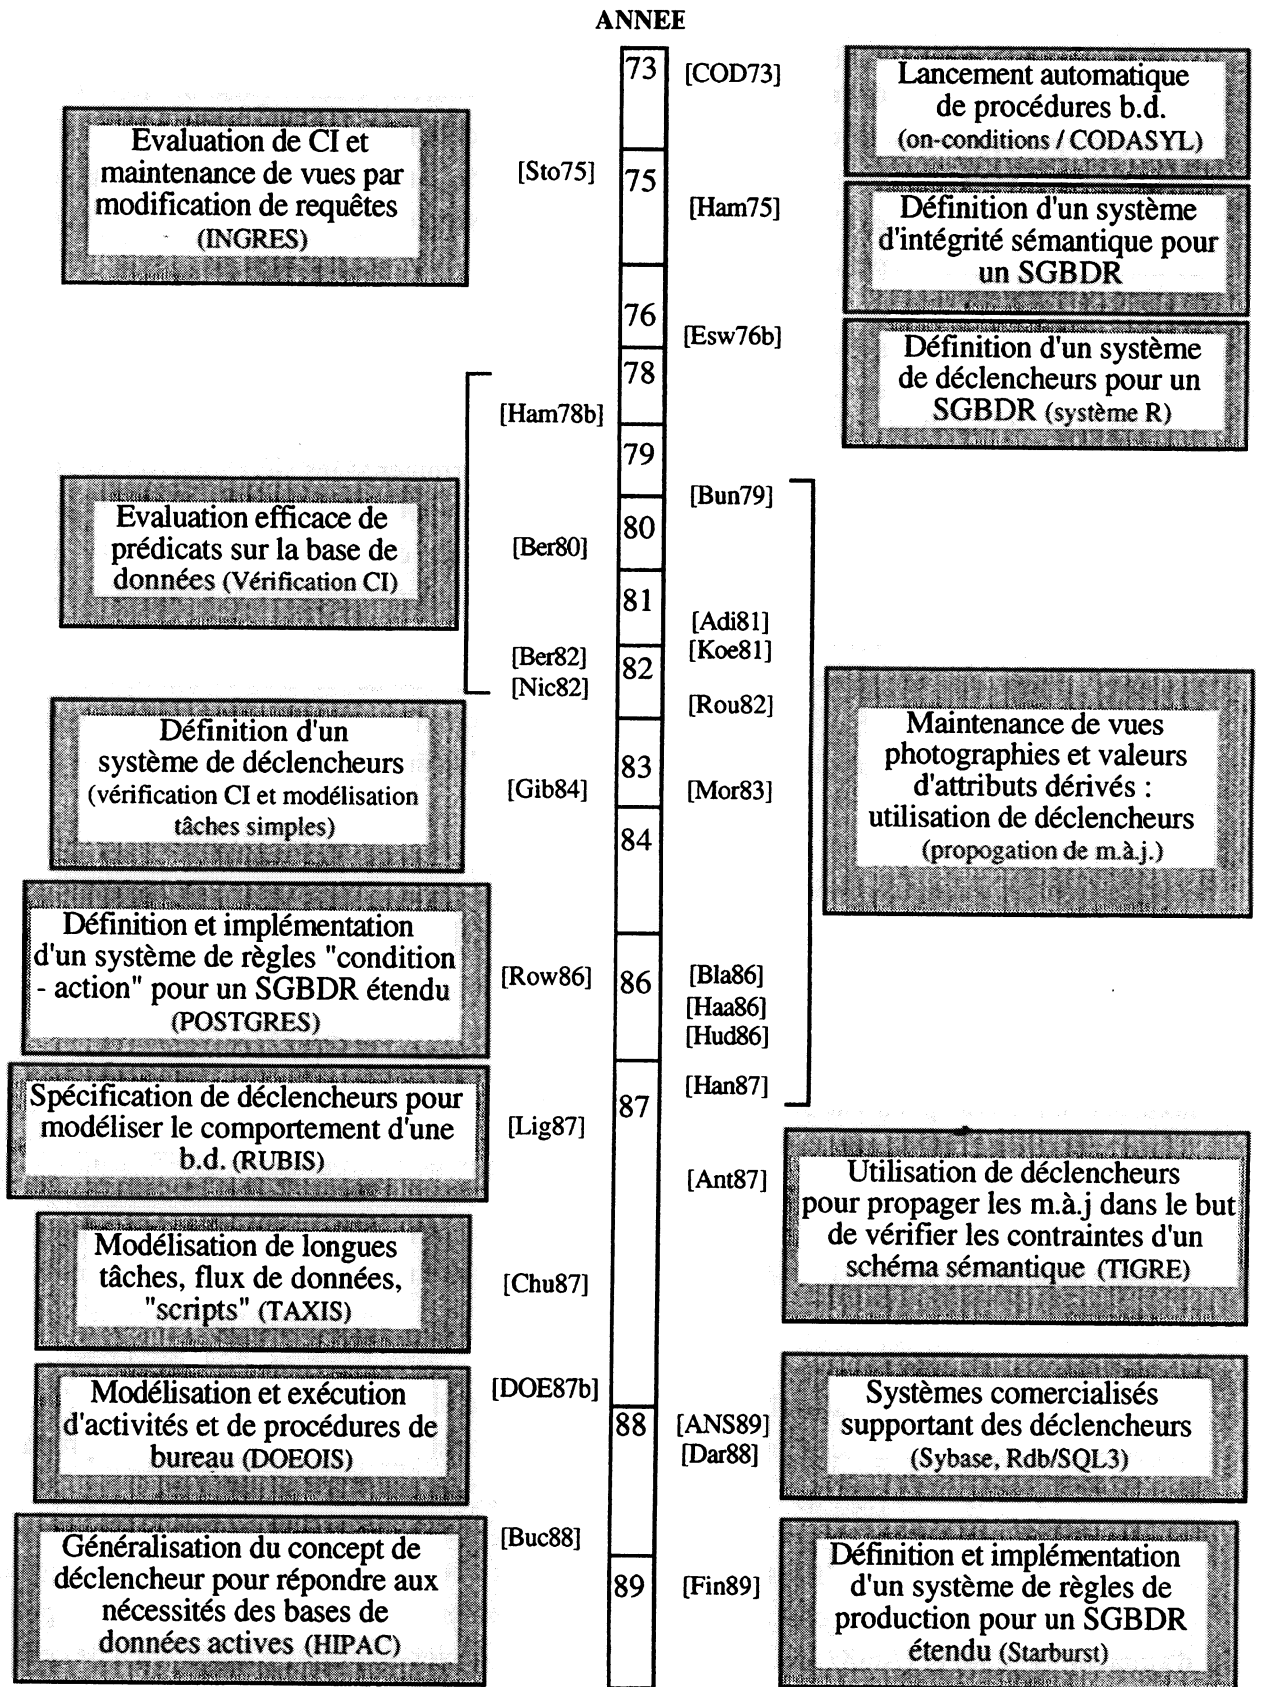 ANNEE
73
[COD73]
Lancement automatique
de procédures b.d.
(on-conditions / CODASYL)
Evaluation de CI et
maintenance de vues par
modification de requêtes
(INGRES)
[Sto75]
75
[Ham75]
Définition d'un système
d'intégrité sémantique pour
un SGBDR
76
[Esw76b]
Définition d'un système
de déclencheurs pour un
SGBDR (système R)
78
[Ham78b]
79
[Bun79]
Evaluation efficace de
prédicats sur la base de
données (Vérification CI)
[Ber80]
80
81
[Adi81]
[Koe81]
[Ber82]
[Nic82]
82
[Rou82]
Maintenance de vues
photographies et valeurs
d'attributs dérivés :
utilisation de déclencheurs
(propogation de m.à.j.)
Définition d'un
système de déclencheurs
(vérification CI et modélisation
tâches simples)
[Gib84]
83
[Mor83]
84
Définition et implémentation
d'un système de règles "condition
- action" pour un SGBDR étendu
(POSTGRES)
[Row86]
86
[Bla86]
[Haa86]
[Hud86]
[Han87]
Spécification de déclencheurs pour
modéliser le comportement d'une
b.d. (RUBIS)
[Lig87]
87
[Ant87]
Utilisation de déclencheurs
pour propager les m.à.j dans le but
de vérifier les contraintes d'un
schéma sémantique (TIGRE)
Modélisation de longues
tâches, flux de données,
"scripts" (TAXIS)
[Chu87]
Modélisation et exécution
d'activités et de procédures de
bureau (DOEOIS)
[DOE87b]
88
[ANS89]
[Dar88]
Systèmes comercialisés
supportant des déclencheurs
(Sybase, Rdb/SQL3)
Généralisation du concept de
déclencheur pour répondre aux
nécessités des bases de
données actives (HIPAC)
[Buc88]
89
[Fin89]
Définition et implémentation
d'un système de règles de
production pour un SGBDR
étendu (Starburst)